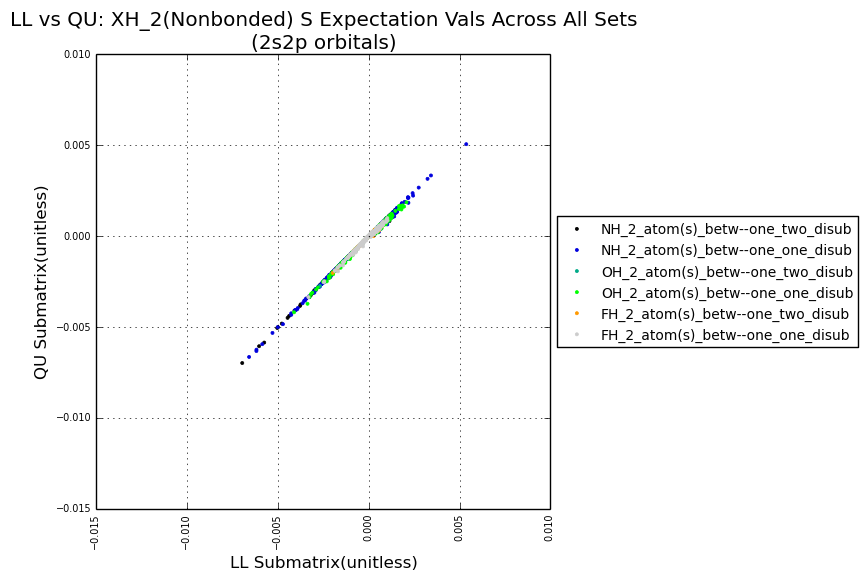 LL vs QU: XH_2(Nonbonded) S Expectation Vals Across All Sets
(2s2p orbitals)
0.010
0.005
0.000
−0.005
−0.010
−0.015
QU Submatrix(unitless)
−0.015
−0.010
−0.005
0.000
0.005
0.010
LL Submatrix(unitless)
NH_2_atom(s)_betw--one_two_disub
NH_2_atom(s)_betw--one_one_disub
OH_2_atom(s)_betw--one_two_disub
OH_2_atom(s)_betw--one_one_disub
FH_2_atom(s)_betw--one_two_disub
FH_2_atom(s)_betw--one_one_disub